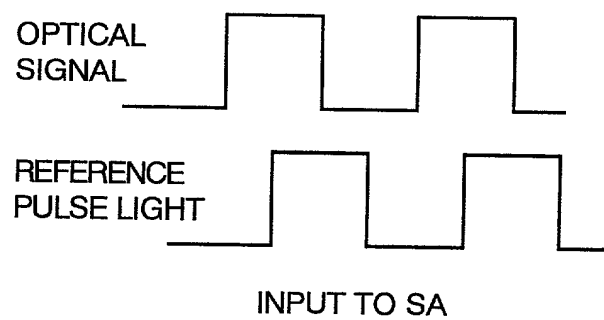 OPTICAL
SIGNAL
REFERENCE
PULSE LIGHT
INPUT TO SA